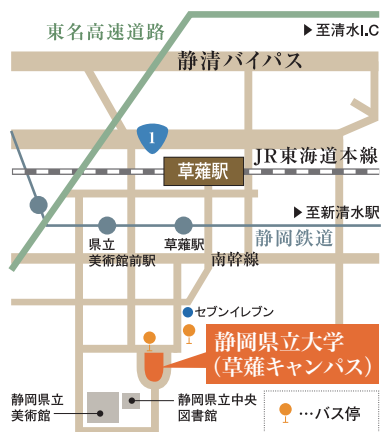 東名高速道路
▶至清水I.C
静清バイパス
1
JR東海道本線
草薙駅
▶至新清水駅
県立
美術館前駅
草薙駅
静岡鉄道
南幹線
セブンイレブン
静岡県立大学
(草薙キャンパス)
静岡県立
美術館
静岡県立中央
図書館
…バス停